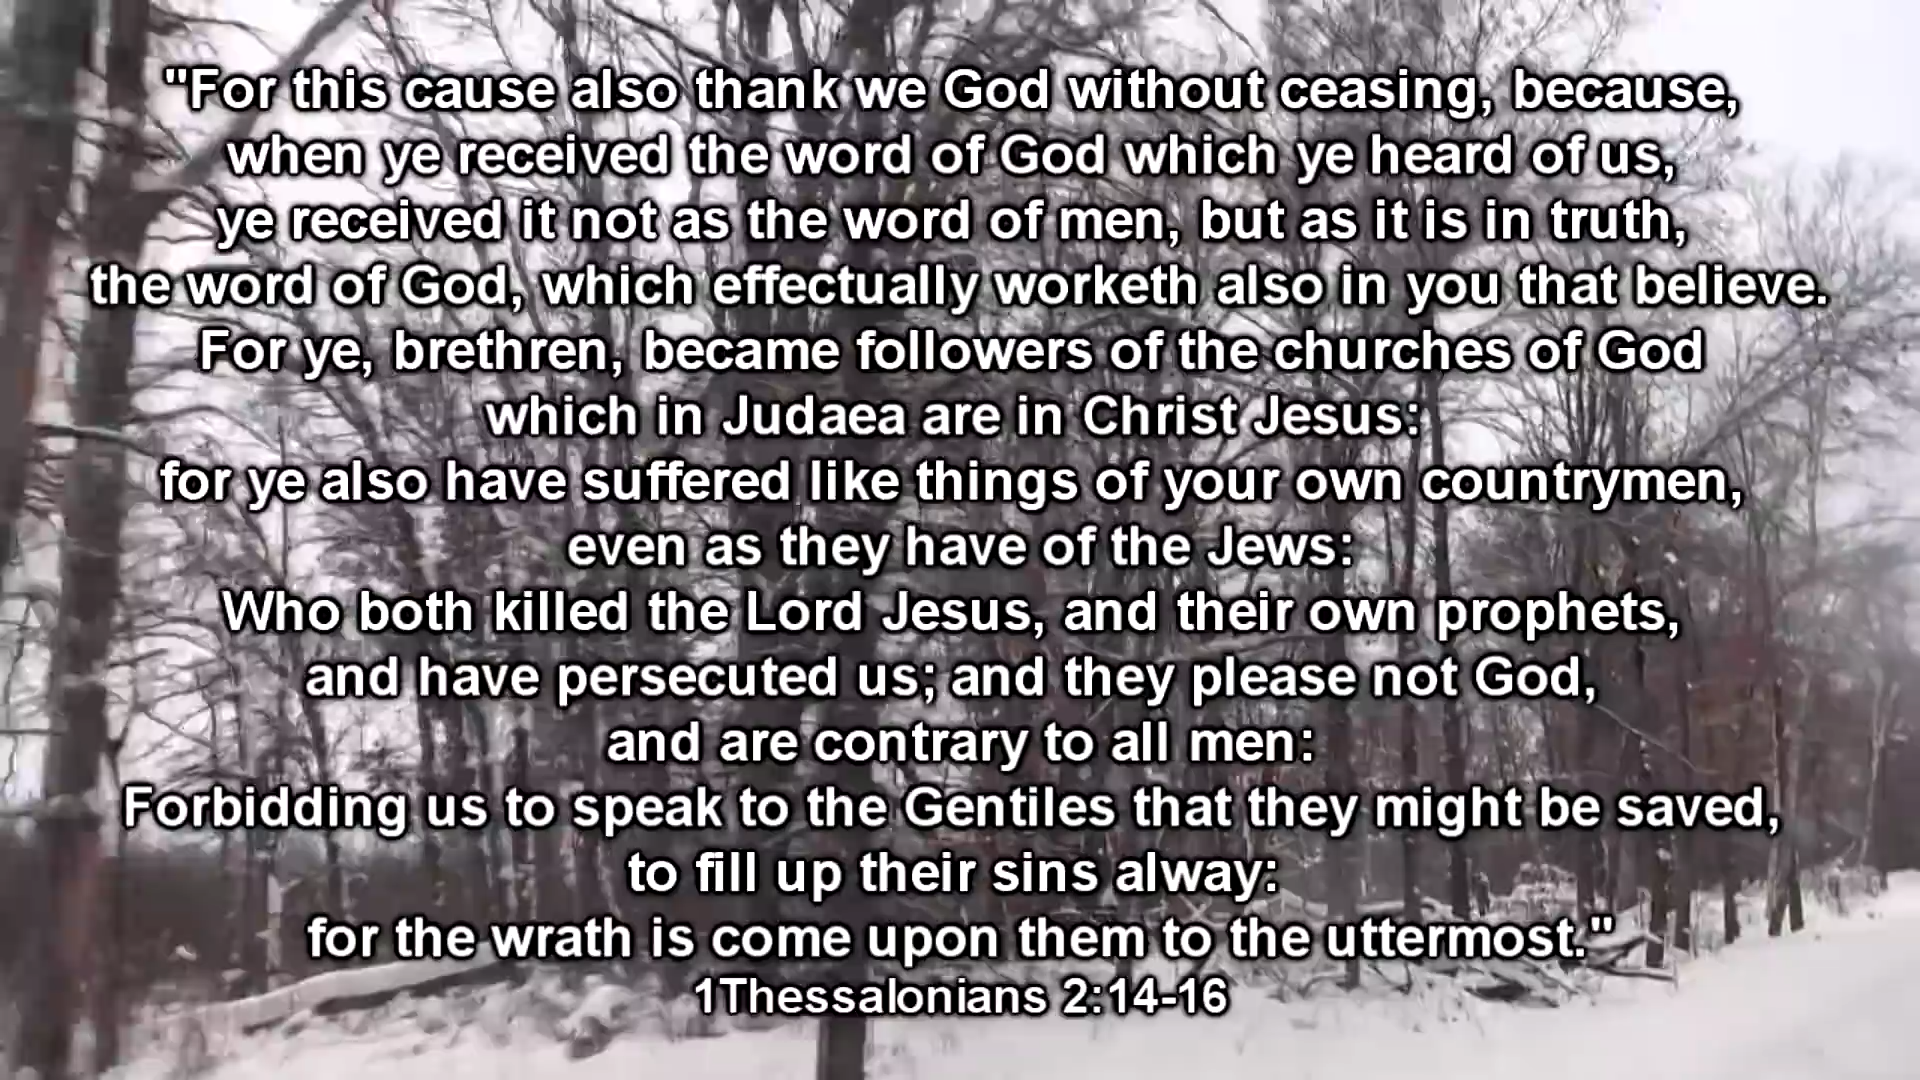 "For this cause also thank we God without ceasing, because,
when ye received the word of God which ye heard of us,
ye received it not as the word of men, but as it is in truth,
the word of God, which effectually worketh also in you that believe.
For ye, brethren, became followers of the churches of God
which in Judaea are in Christ Jesus:
for ye also have suffered like things of your own countrymen,
even as they have of the Jews:
Who both killed the Lord Jesus, and their own prophets,
and have persecuted us; and they please not God,
and are contrary to all men:
Forbidding us to speak to the Gentiles that they might be saved,
to fill up their sins alway:
for the wrath is come upon them to the uttermost."
1Thessalonians 2:14-16